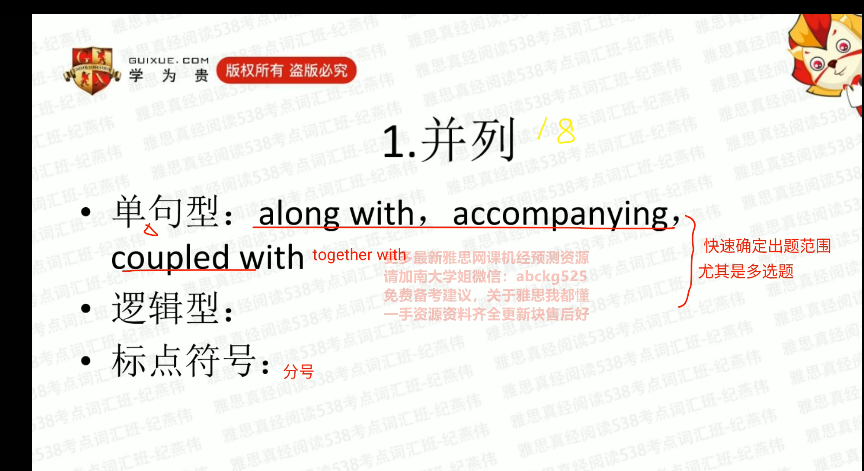 GUIXUE.COM
学为贵
版权所有 盗版必究
1.并列 18
• 单句型：along with，accompanying，
coupled with together with
快速确定出题范围
尤其是多选题
最新雅思网课机经预测资源
请加南大学姐微信：abckg525
免费备考建议，关于雅思我都懂
一手资源资料齐全更新块售后好
• 逻辑型：
• 标点符号：分号
雅思真经阅读538考点词汇班-纪燕伟